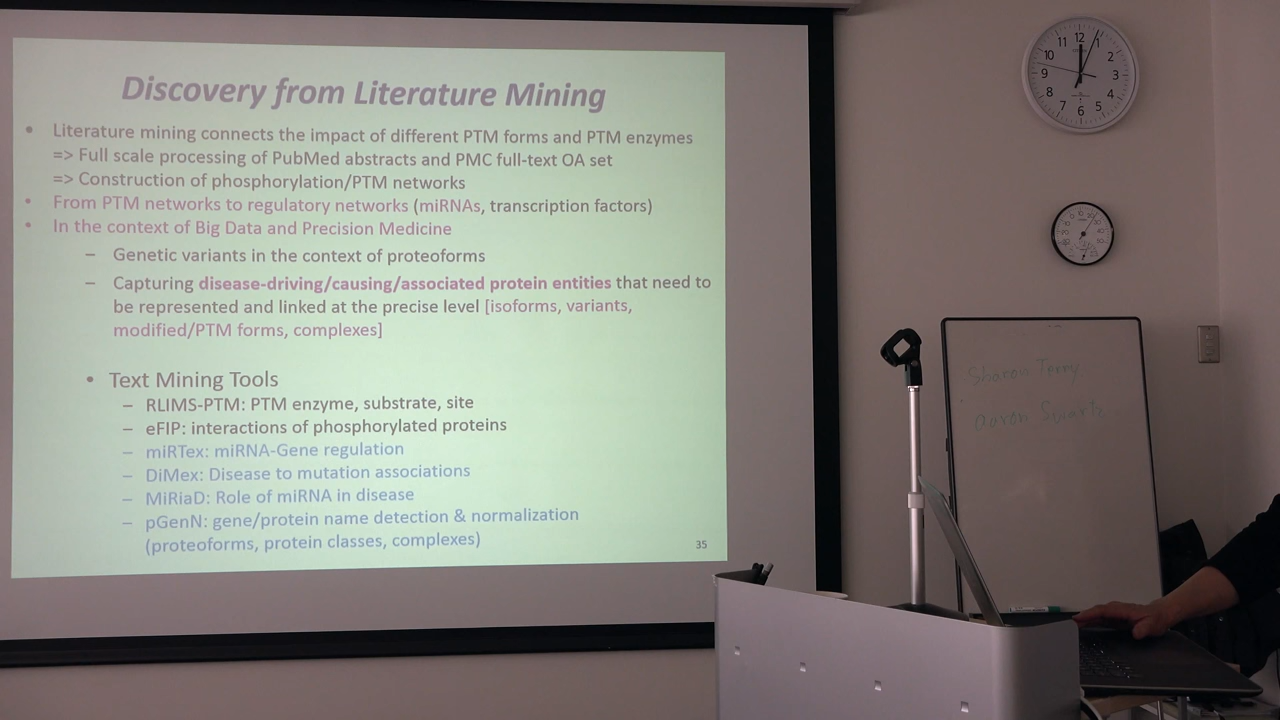 Discovery from Literature Mining
• Literature mining connects the impact of different PTM forms and PTM enzymes
=> Full scale processing of PubMed abstracts and PMC full-text OA set
=> Construction of phosphorylation/PTM networks
• From PTM networks to regulatory networks (miRNAs, transcription factors)
• In the context of Big Data and Precision Medicine
– Genetic variants in the context of proteoforms
– Capturing disease-driving/causing/associated protein entities that need to
be represented and linked at the precise level [isoforms, variants,
modified/PTM forms, complexes]
• Text Mining Tools
– RLIMS-PTM: PTM enzyme, substrate, site
– eFIP: interactions of phosphorylated proteins
– miRTex: miRNA-Gene regulation
– DiMex: Disease to mutation associations
– MiRiaD: Role of miRNA in disease
– pGenN: gene/protein name detection & normalization
(proteoforms, protein classes, complexes)
35
12
1
2
3
4
5
6
7
8
9
10
11
Sharon Terry
Aaron Swartz